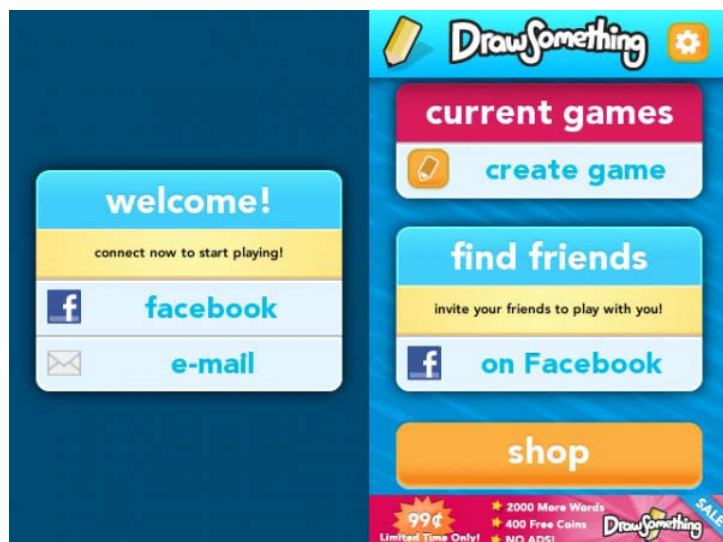 welcome!
connect now to start playing!
facebook
e-mail
DrawSomething
current games
create game
find friends
invite your friends to play with you!
f
on Facebook
shop
99¢
Limited Time Only!
2000 More Words
400 Free Coins
NO ADS!
DrawSomething
SALE